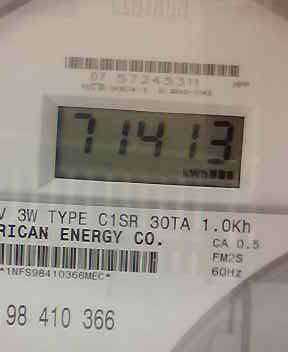 07 57245311
71413
kWh
V 3W TYPE C1SR 30TA 1.0Kh
RICAN ENERGY CO.
CA 0.5
FM2S
*1NFS98410366MEC*
60Hz
98 410 366